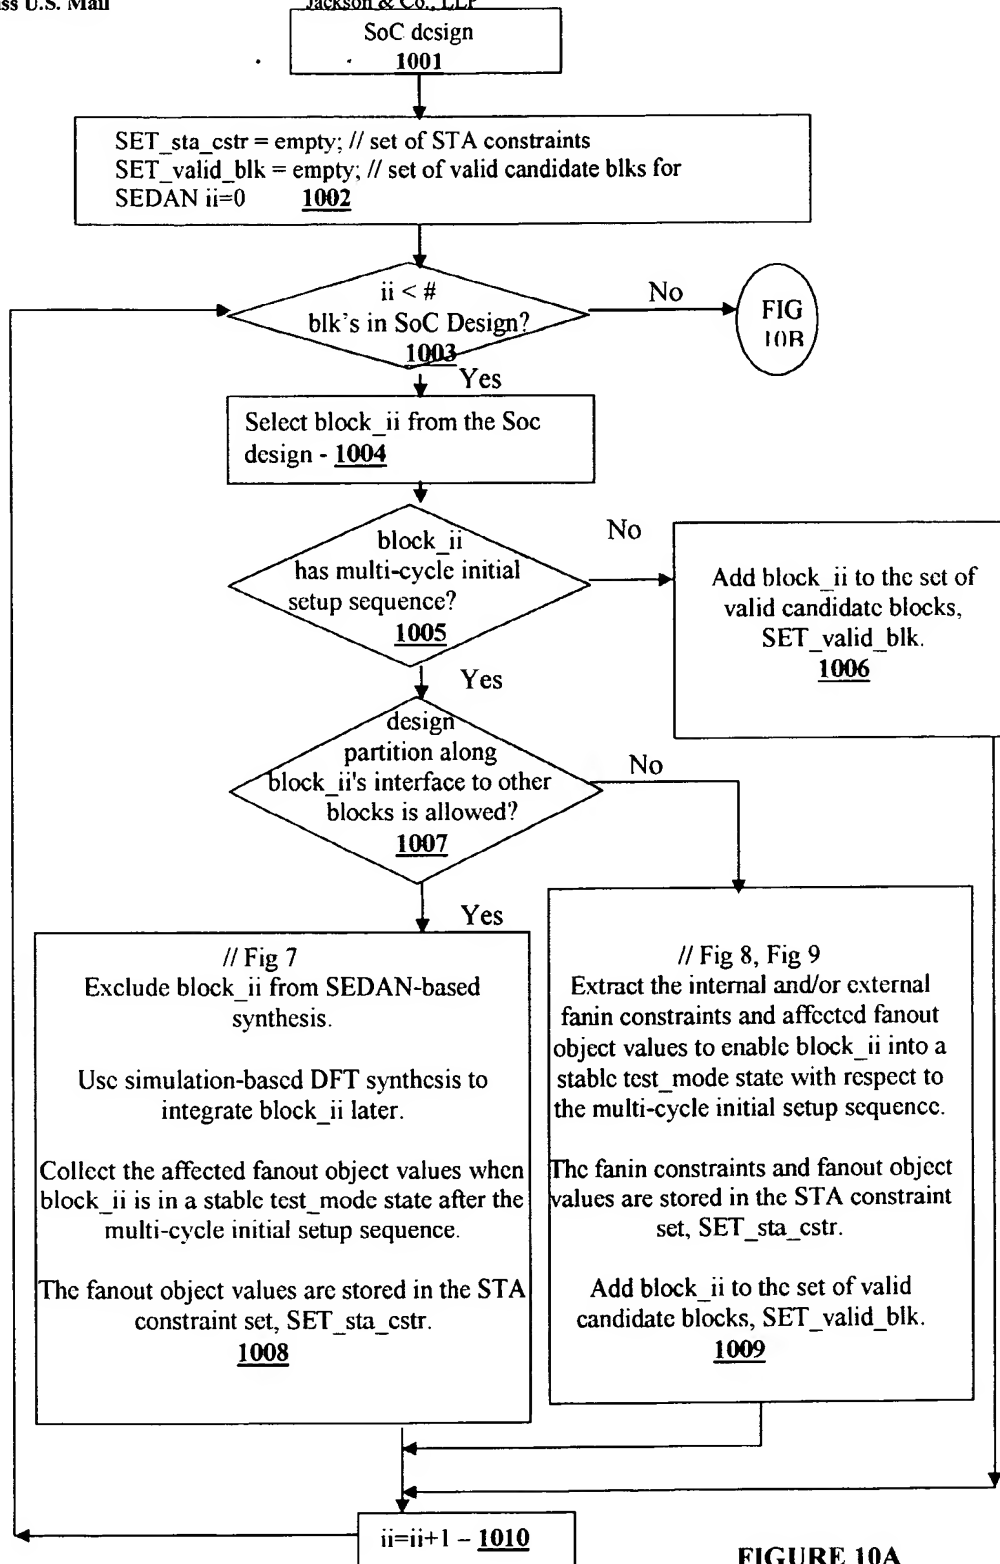 ss U.S. Mail
Jackson & Co., LLP
SoC design
1001
SET_sta_cstr = empty; // set of STA constraints
SET_valid_blk = empty; // set of valid candidate blks for
SEDAN ii=0 1002
ii < #
blk's in SoC Design?
1003
No
FIG
10B
Yes
Select block_ii from the Soc
design - 1004
block_ii
has multi-cycle initial
setup sequence?
1005
No
Add block_ii to the set of
valid candidate blocks,
SET_valid_blk.
1006
Yes
design
partition along
block_ii's interface to other
blocks is allowed?
1007
No
Yes
// Fig 7
Exclude block_ii from SEDAN-based
synthesis.
Use simulation-based DFT synthesis to
integrate block_ii later.
Collect the affected fanout object values when
block_ii is in a stable test_mode state after the
multi-cycle initial setup sequence.
The fanout object values are stored in the STA
constraint set, SET_sta_cstr.
1008
// Fig 8, Fig 9
Extract the internal and/or external
fanin constraints and affected fanout
object values to enable block_ii into a
stable test_mode state with respect to
the multi-cycle initial setup sequence.
The fanin constraints and fanout object
values are stored in the STA constraint
set, SET_sta_cstr.
Add block_ii to the set of valid
candidate blocks, SET_valid_blk.
1009
ii=ii+1 – 1010
FIGURE 10A